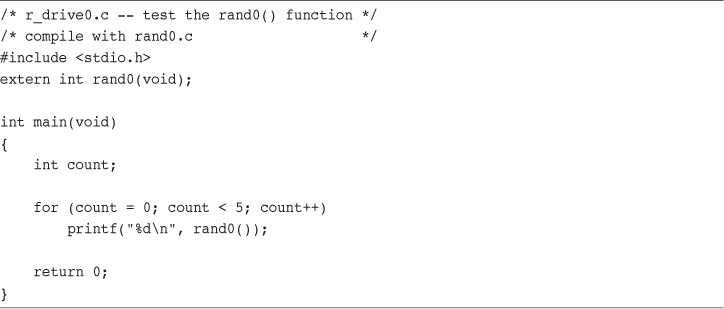 /* r_drive0.c -- test the rand0() function */
/* compile with rand0.c                    */
#include <stdio.h>
extern int rand0(void);

int main(void)
{
    int count;

    for (count = 0; count < 5; count++)
        printf("%d\n", rand0());

    return 0;
}